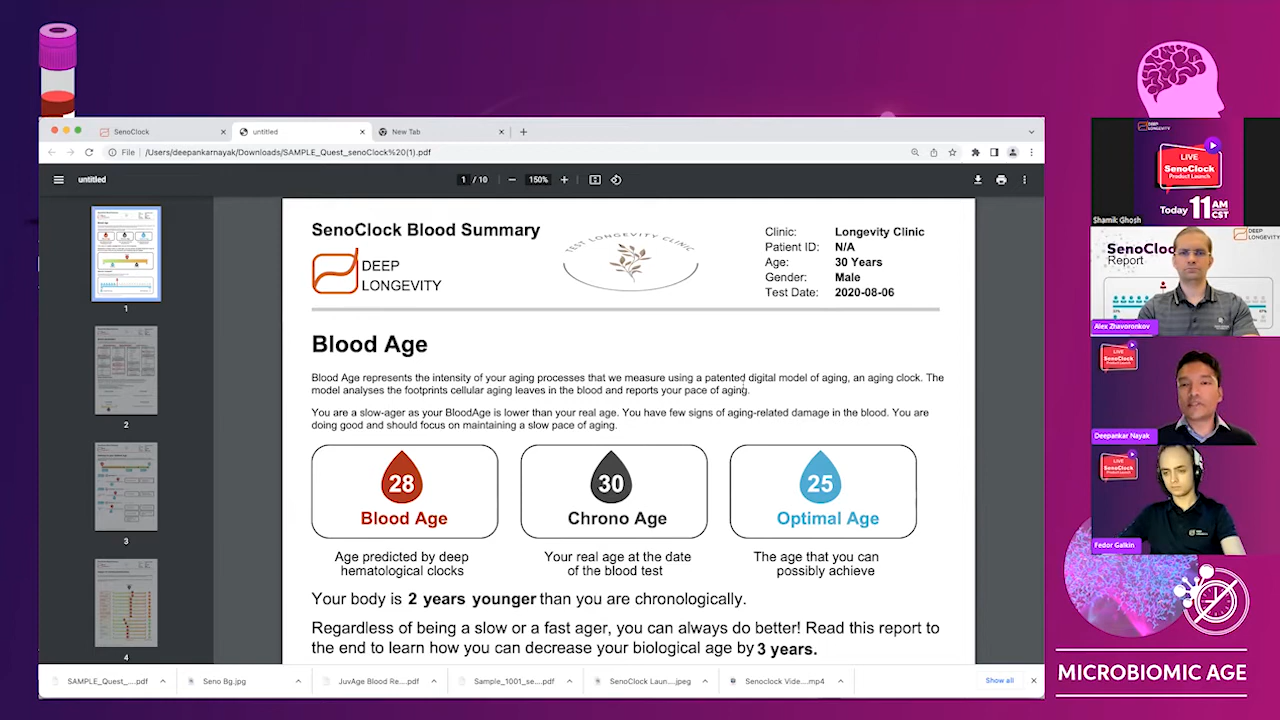 SenoClock
untitled
New Tab
File
/Users/deepankarnayak/Downloads/SAMPLE_Quest_senoClock%20(1).pdf
untitled
1 / 10
150%
1
2
3
4
SenoClock Blood Summary
DEEP
LONGEVITY
LONGEVITY CLINIC
Clinic: Longevity Clinic
Patient ID: N/A
Age: 30 Years
Gender: Male
Test Date: 2020-08-06
Blood Age
Blood Age represents the intensity of your aging processes that we measure using a patented digital model of aging, an aging clock. The
model analyses the footprints cellular aging leaves in the blood and reports your pace of aging.
You are a slow-ager as your BloodAge is lower than your real age. You have few signs of aging-related damage in the blood. You are
doing good and should focus on maintaining a slow pace of aging.
28
Blood Age
30
Chrono Age
25
Optimal Age
Age predicted by deep
hematological clocks
Your real age at the date
of the blood test
The age that you can
possibly achieve
Your body is 2 years younger than you are chronologically.
Regardless of being a slow or a fast ager, you can always do better! Read this report to
the end to learn how you can decrease your biological age by 3 years.
SAMPLE_Quest_....pdf
Seno Bg.jpg
JuvAge Blood Re....pdf
Sample_1001_se....pdf
SenoClock Laun....jpeg
Senoclock Vide....mp4
Show all
DEEP
LONGEVITY
LIVE
SenoClock
Product Launch
Today 11 AM
CST
Shamik Ghosh
SenoCloc
Report
DEEP
LONGEVITY
Alex Zhavoronkov
LIVE
SenoClock
Deepankar Nayak
LIVE
SenoClock
Fedor Galkin
MICROBIOMIC AGE